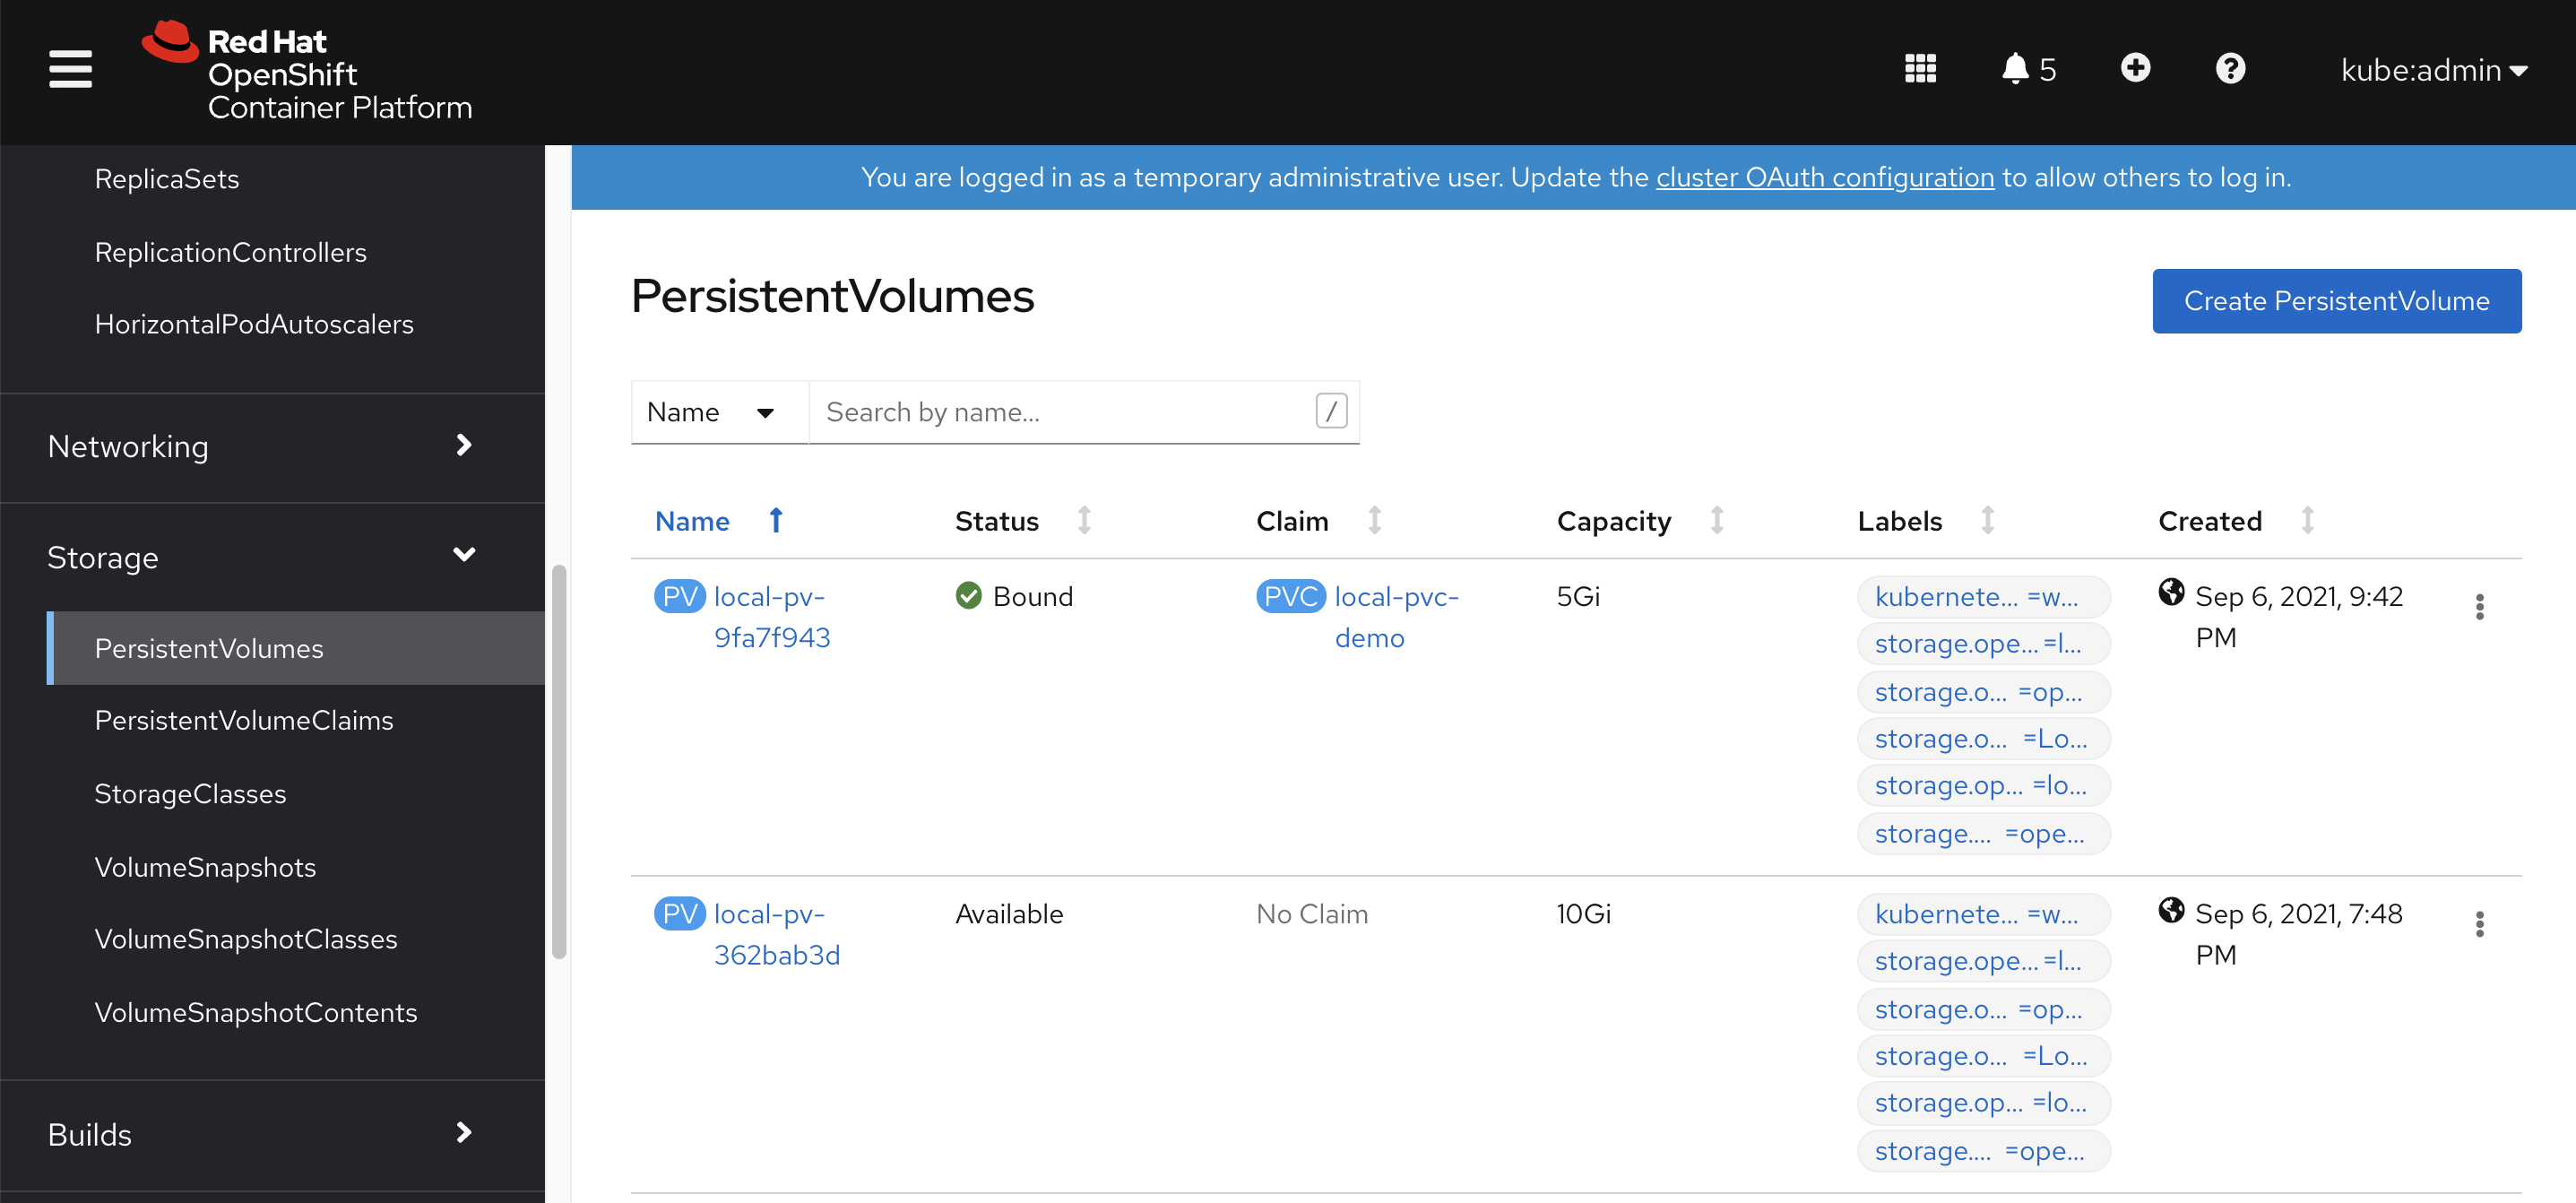 Red Hat
OpenShift
Container Platform
5
kube:admin
ReplicaSets
ReplicationControllers
HorizontalPodAutoscalers
Networking
Storage
PersistentVolumes
PersistentVolumeClaims
StorageClasses
VolumeSnapshots
VolumeSnapshotClasses
VolumeSnapshotContents
Builds
You are logged in as a temporary administrative user. Update the cluster OAuth configuration to allow others to log in.
PersistentVolumes
Create PersistentVolume
Name Search by name... /
Name Status Claim Capacity Labels Created
PV local-pv-
9fa7f943
Bound
PVC local-pvc-
demo
5Gi
kubernete... =w...
storage.ope... =l...
storage.o... =op...
storage.o... =Lo...
storage.op... =lo...
storage.... =ope...
Sep 6, 2021, 9:42
PM
PV local-pv-
362bab3d
Available
No Claim
10Gi
kubernete... =w...
storage.ope... =l...
storage.o... =op...
storage.o... =Lo...
storage.op... =lo...
storage.... =ope...
Sep 6, 2021, 7:48
PM